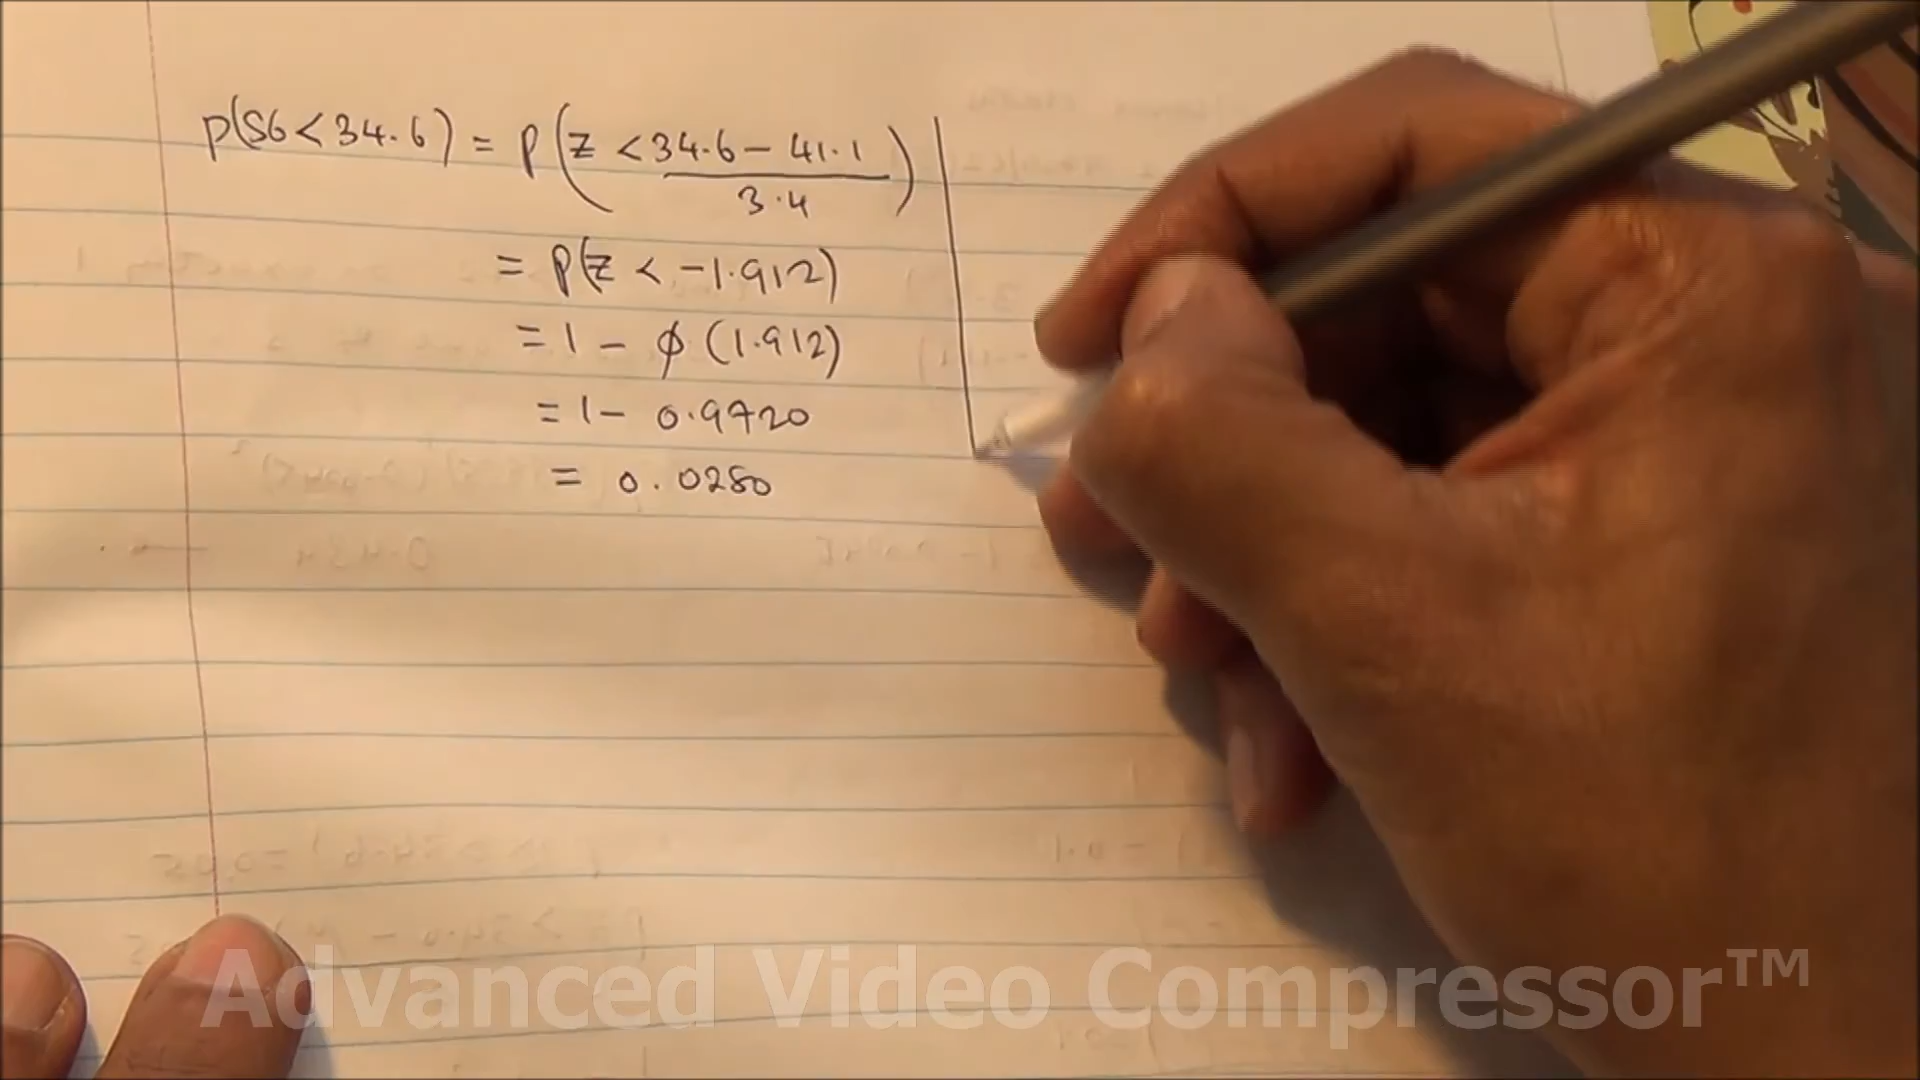 P(SG < 34.6) = P(Z < 34.6 - 41.1 / 3.4)
= P(Z < -1.912)
= 1 - φ (1.912)
= 1 - 0.9720
= 0.0280
Advanced Video Compressor™